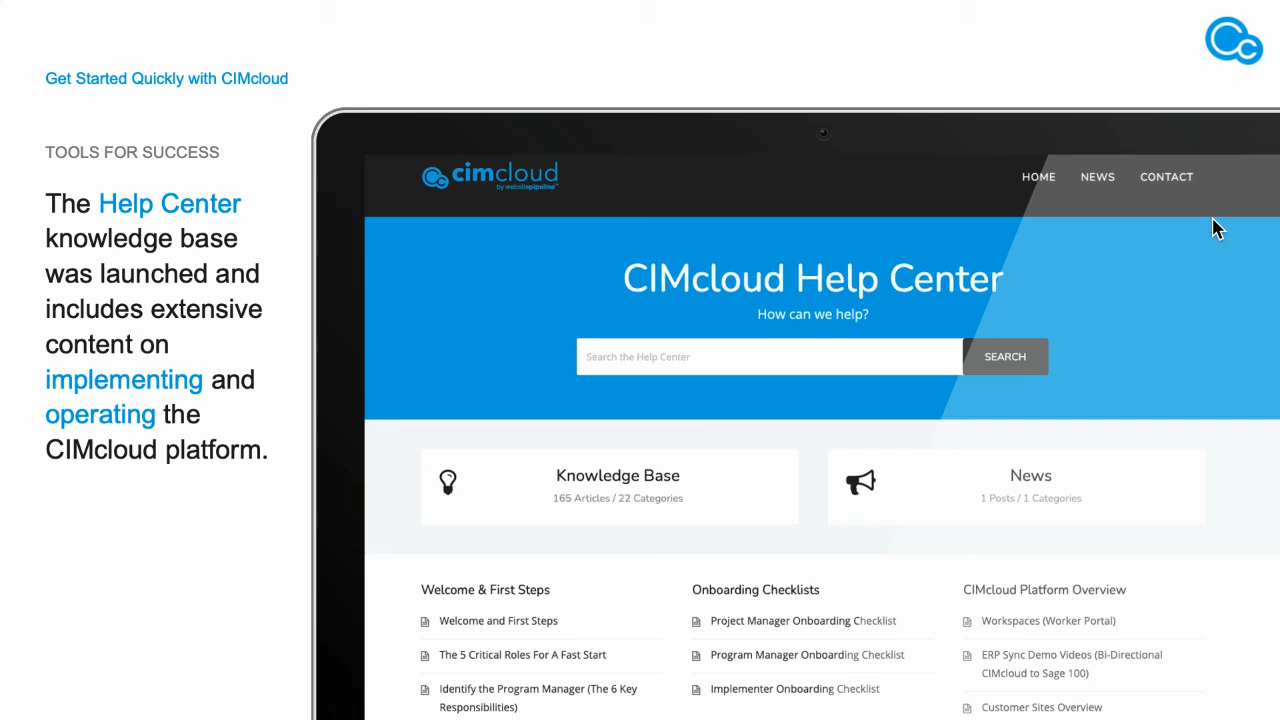 Get Started Quickly with CIMcloud
TOOLS FOR SUCCESS
The Help Center
knowledge base
was launched and
includes extensive
content on
implementing and
operating the
CIMcloud platform.
cimcloud
by websitepipeline™
HOME NEWS CONTACT
CIMcloud Help Center
How can we help?
Search the Help Center
SEARCH
Knowledge Base
165 Articles / 22 Categories
News
1 Posts / 1 Categories
Welcome & First Steps
Welcome and First Steps
The 5 Critical Roles For A Fast Start
Identify the Program Manager (The 6 Key
Responsibilities)
Onboarding Checklists
Project Manager Onboarding Checklist
Program Manager Onboarding Checklist
Implementer Onboarding Checklist
CIMcloud Platform Overview
Workspaces (Worker Portal)
ERP Sync Demo Videos (Bi-Directional
CIMcloud to Sage 100)
Customer Sites Overview